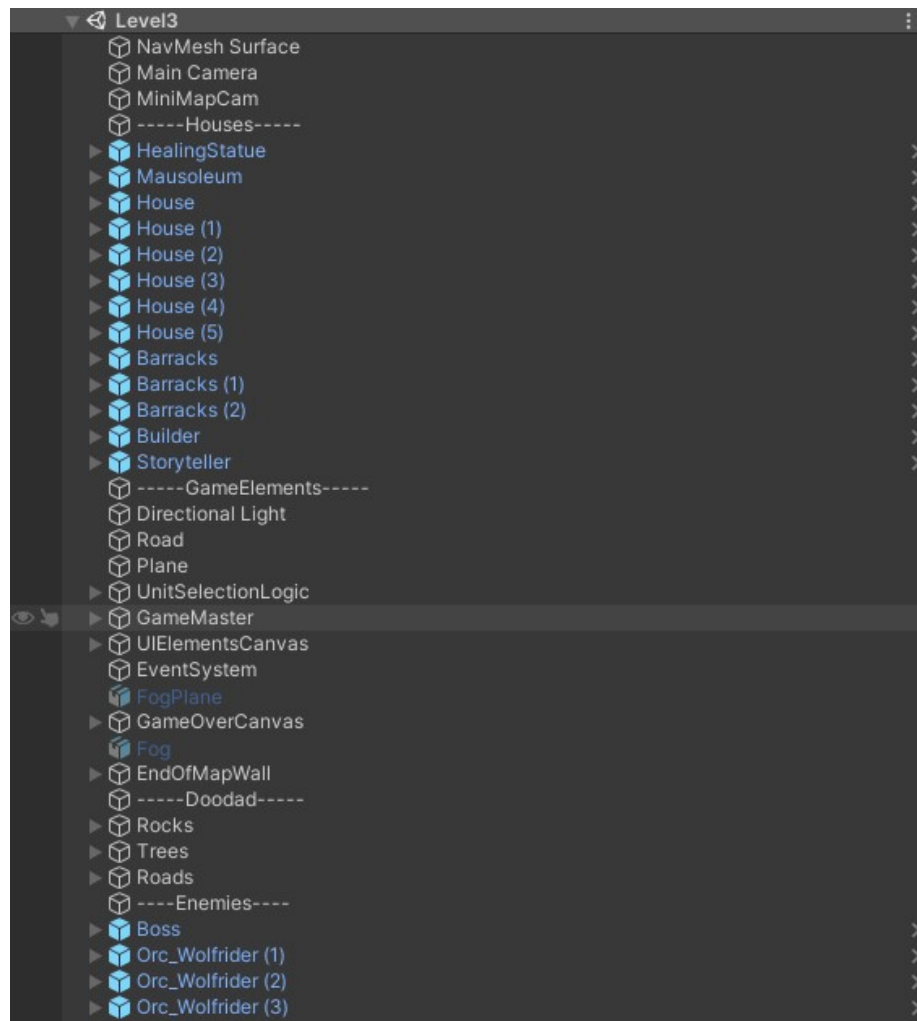 Level3
NavMesh Surface
Main Camera
MiniMapCam
-----Houses-----
HealingStatue
Mausoleum
House
House (1)
House (2)
House (3)
House (4)
House (5)
Barracks
Barracks (1)
Barracks (2)
Builder
Storyteller
-----GameElements-----
Directional Light
Road
Plane
UnitSelectionLogic
GameMaster
UIElementsCanvas
EventSystem
FogPlane
GameOverCanvas
Fog
EndOfMapWall
-----Doodad-----
Rocks
Trees
Roads
----Enemies----
Boss
Orc_Wolfrider (1)
Orc_Wolfrider (2)
Orc_Wolfrider (3)